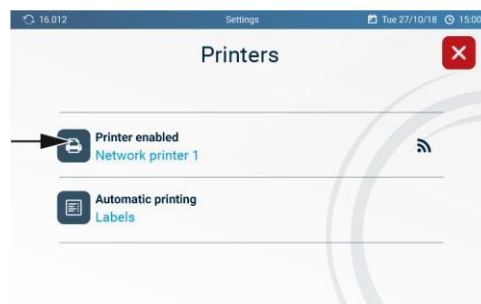 16.012 Settings Tue 27/10/18 15:00
Printers
Printer enabled
Network printer 1
Automatic printing
Labels